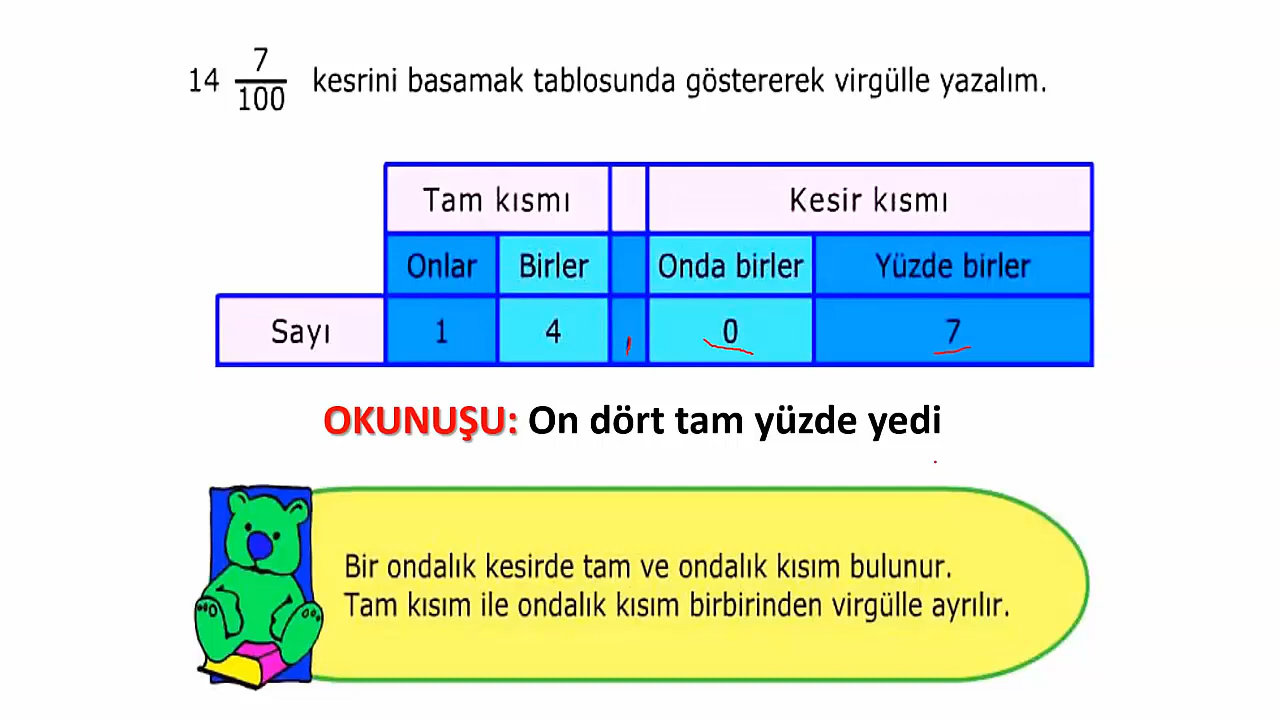 14 7/100 kesrini basamak tablosunda göstererek virgülle yazalım.
Tam kısmı Kesir kısmı
Onlar Birler Onda birler Yüzde birler
Sayı 1 4 , 0 7
OKUNUŞU: On dört tam yüzde yedi
Bir ondalık kesirde tam ve ondalık kısım bulunur.
Tam kısım ile ondalık kısım birbirinden virgülle ayrılır.